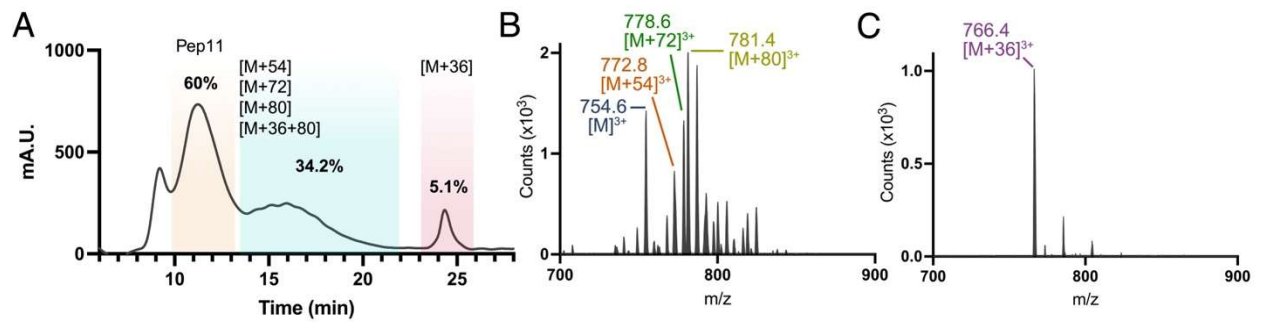 A
mA.U.
1000
500
0
Pep11
60%
[M+54]
[M+72]
[M+80]
[M+36+80]
34.2%
[M+36]
5.1%
10
15
20
25
Time (min)
B
Counts (x10³)
2
1
0
778.6
[M+72]³⁺
781.4
[M+80]³⁺
772.8
[M+54]³⁺
754.6
[M]³⁺
700
800
900
m/z
C
Counts (x10³)
1.0
0.5
0.0
766.4
[M+36]³⁺
700
800
900
m/z